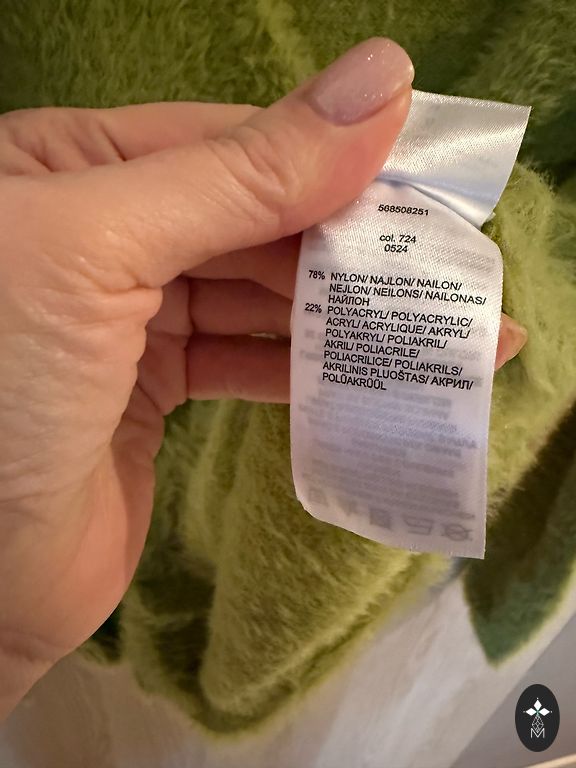 568508251
col. 724
0524
78% NYLON/ NAJLON/ NAILON/
NEJLON/ NEILONS/ NAILONAS/
НАЙЛОН
22% POLYACRYL/ POLYACRYLIC/
ACRYL/ ACRYLIQUE/ AKRYL/
POLYAKRYL/ POLIAKRIL/
AKRIL/ POLIACRILE/
POLIACRILICE/ POLIAKRILS/
AKRILINIS PLUOŠTAS/ АКРИЛ/
POLÜAKRÜÜL
M